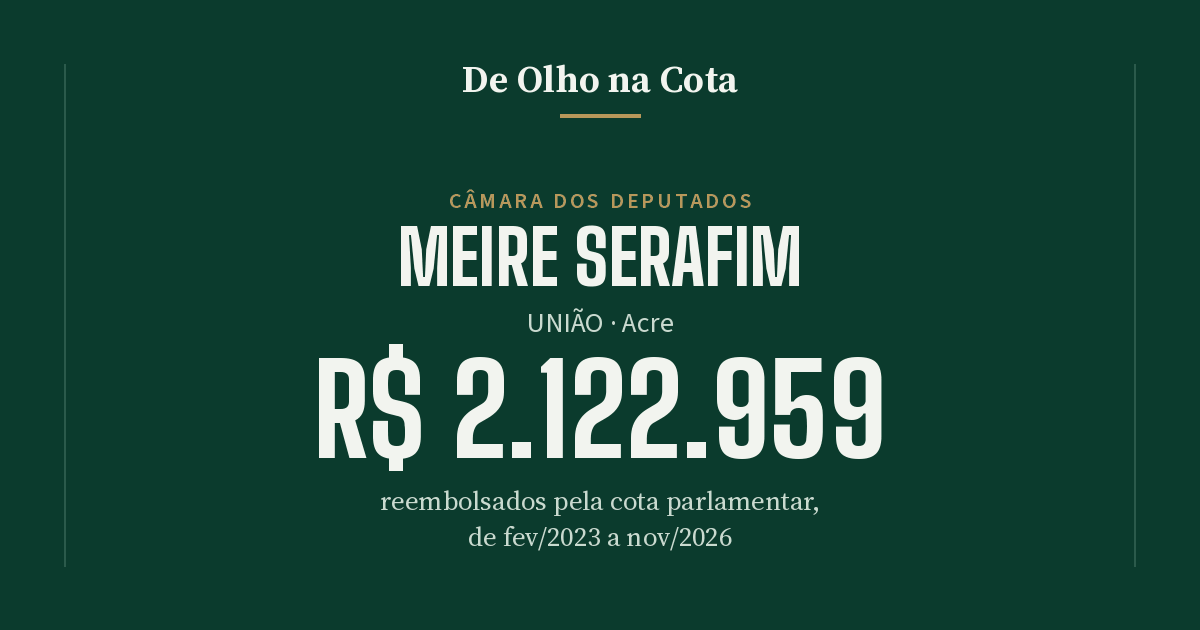 De Olho na Cota
CÂMARA DOS DEPUTADOS
MEIRE SERAFIM
UNIÃO · Acre
R$ 2.122.959
reembolsados pela cota parlamentar,
de fev/2023 a nov/2026